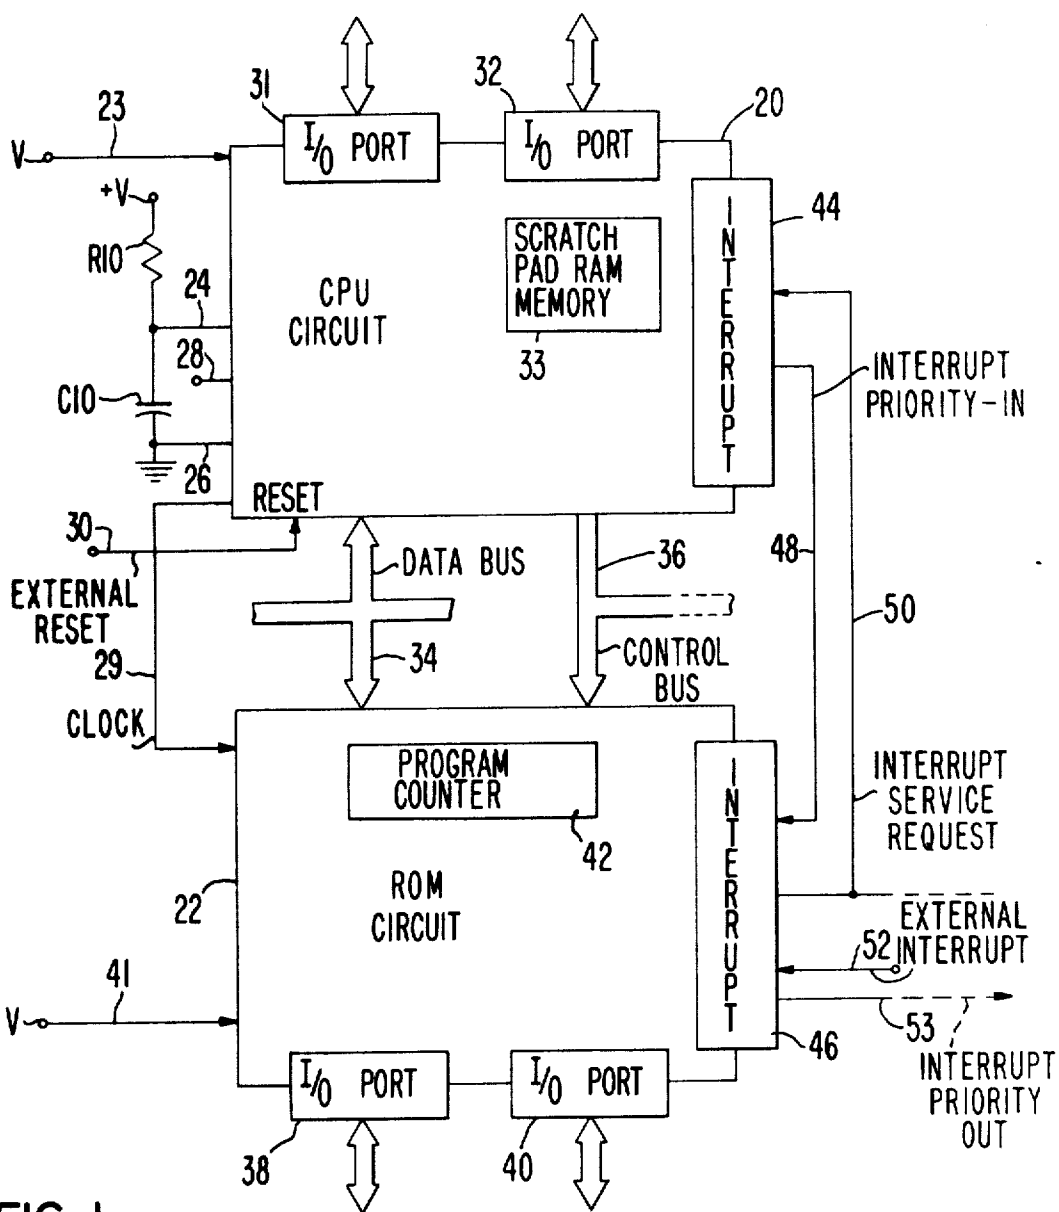 31
32
20
23
I/O PORT
I/O PORT
V
+V
44
INTERRUPT
R10
SCRATCH
PAD RAM
MEMORY
24
CPU
CIRCUIT
28
33
INTERRUPT
PRIORITY-IN
C10
26
RESET
30
36
48
DATA BUS
EXTERNAL
RESET
50
29
34
CONTROL
BUS
CLOCK
PROGRAM
COUNTER
INTERRUPT
INTERRUPT
SERVICE
REQUEST
42
22
ROM
CIRCUIT
EXTERNAL
INTERRUPT
52
41
V
53
46
I/O PORT
I/O PORT
INTERRUPT
PRIORITY
OUT
38
40
FIG. 1